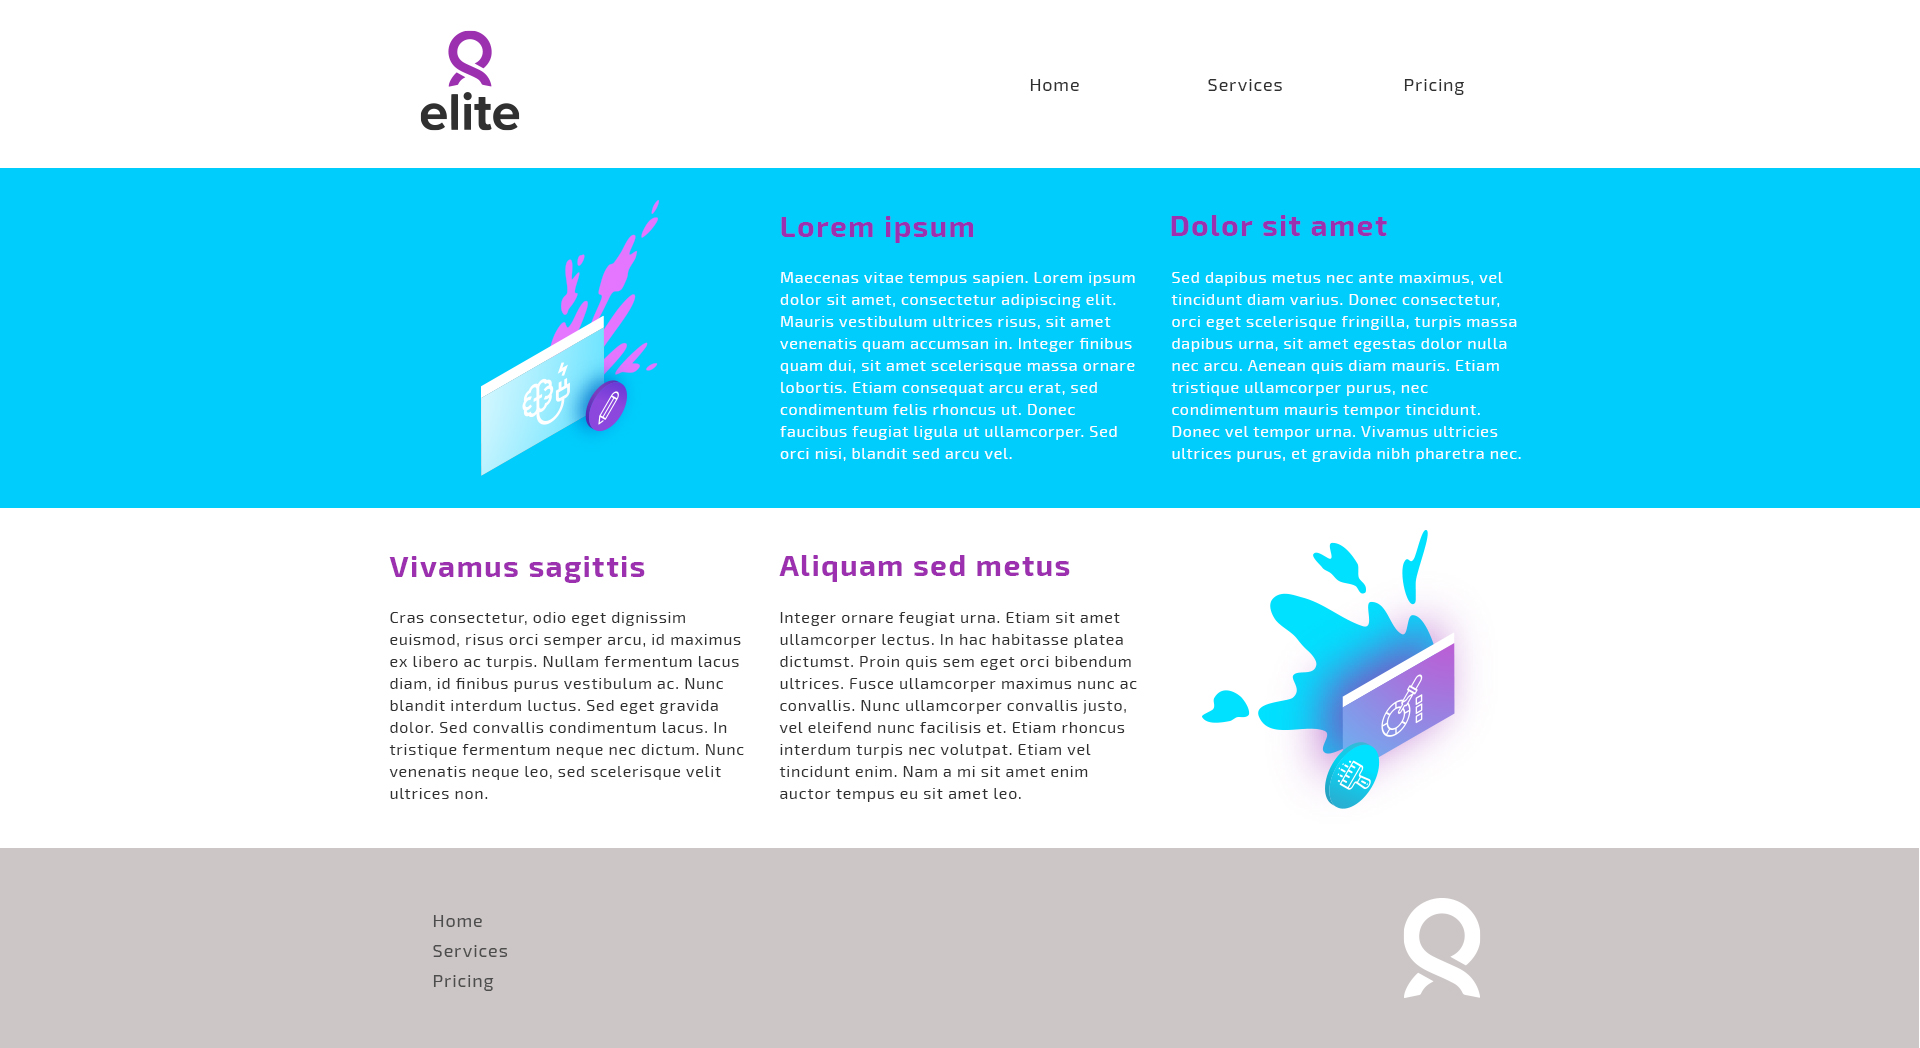 elite
Home
Services
Pricing
Lorem ipsum
Maecenas vitae tempus sapien. Lorem ipsum
dolor sit amet, consectetur adipiscing elit.
Mauris vestibulum ultrices risus, sit amet
venenatis quam accumsan in. Integer finibus
quam dui, sit amet scelerisque massa ornare
lobortis. Etiam consequat arcu erat, sed
condimentum felis rhoncus ut. Donec
faucibus feugiat ligula ut ullamcorper. Sed
orci nisi, blandit sed arcu vel.
Dolor sit amet
Sed dapibus metus nec ante maximus, vel
tincidunt diam varius. Donec consectetur,
orci eget scelerisque fringilla, turpis massa
dapibus urna, sit amet egestas dolor nulla
nec arcu. Aenean quis diam mauris. Etiam
tristique ullamcorper purus, nec
condimentum mauris tempor tincidunt.
Donec vel tempor urna. Vivamus ultricies
ultrices purus, et gravida nibh pharetra nec.
Vivamus sagittis
Cras consectetur, odio eget dignissim
euismod, risus orci semper arcu, id maximus
ex libero ac turpis. Nullam fermentum lacus
diam, id finibus purus vestibulum ac. Nunc
blandit interdum luctus. Sed eget gravida
dolor. Sed convallis condimentum lacus. In
tristique fermentum neque nec dictum. Nunc
venenatis neque leo, sed scelerisque velit
ultrices non.
Aliquam sed metus
Integer ornare feugiat urna. Etiam sit amet
ullamcorper lectus. In hac habitasse platea
dictumst. Proin quis sem eget orci bibendum
ultrices. Fusce ullamcorper maximus nunc ac
convallis. Nunc ullamcorper convallis justo,
vel eleifend nunc facilisis et. Etiam rhoncus
interdum turpis nec volutpat. Etiam vel
tincidunt enim. Nam a mi sit amet enim
auctor tempus eu sit amet leo.
Home
Services
Pricing